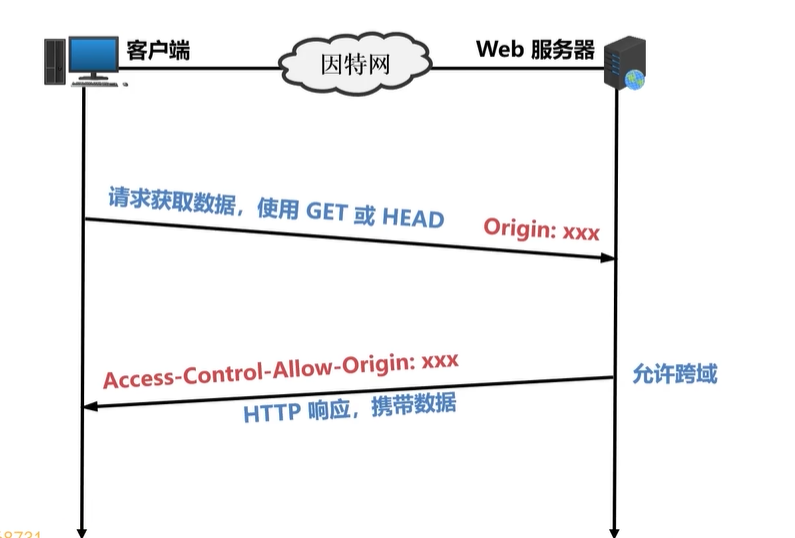 客户端
因特网
Web 服务器
请求获取数据，使用 GET 或 HEAD
Origin: xxx
Access-Control-Allow-Origin: xxx
允许跨域
HTTP 响应，携带数据
8731